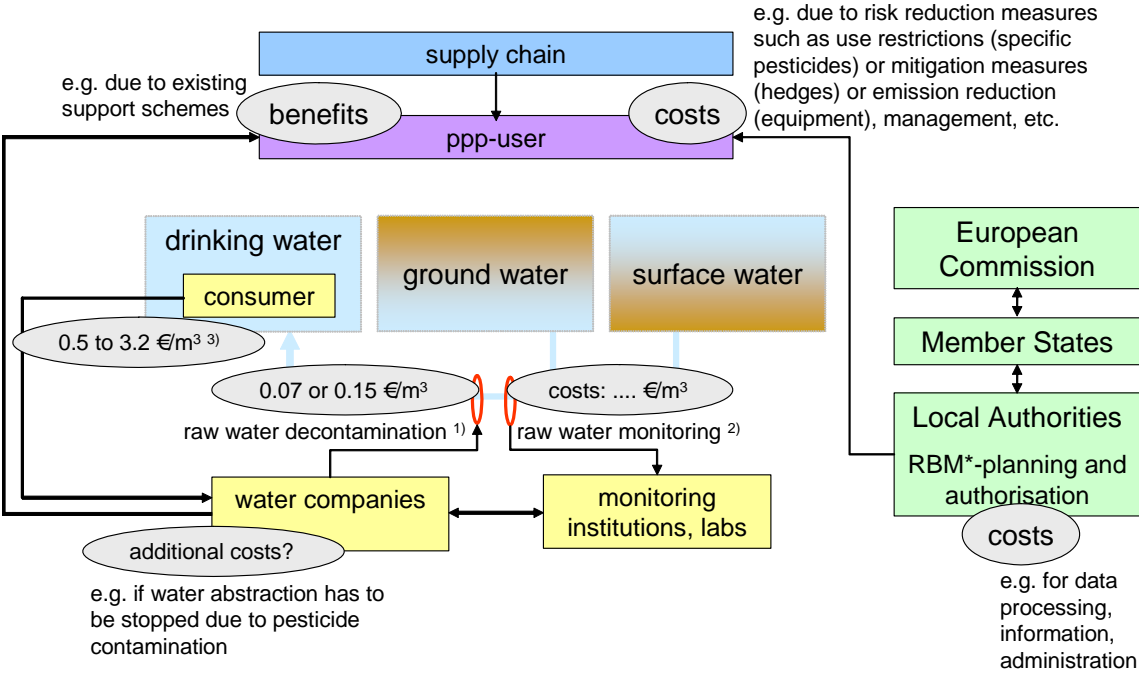 e.g. due to risk reduction measures
such as use restrictions (specific
pesticides) or mitigation measures
(hedges) or emission reduction
(equipment), management, etc.
supply chain
e.g. due to existing
support schemes
benefits
costs
ppp-user
drinking water
consumer
ground water
surface water
European
Commission
0.5 to 3.2 €/m³ ³⁾
Member States
0.07 or 0.15 €/m³
costs: .... €/m³
raw water decontamination ¹⁾
raw water monitoring ²⁾
Local Authorities
RBM*-planning and
authorisation
water companies
monitoring
institutions, labs
additional costs?
costs
e.g. if water abstraction has to
be stopped due to pesticide
contamination
e.g. for data
processing,
information,
administration